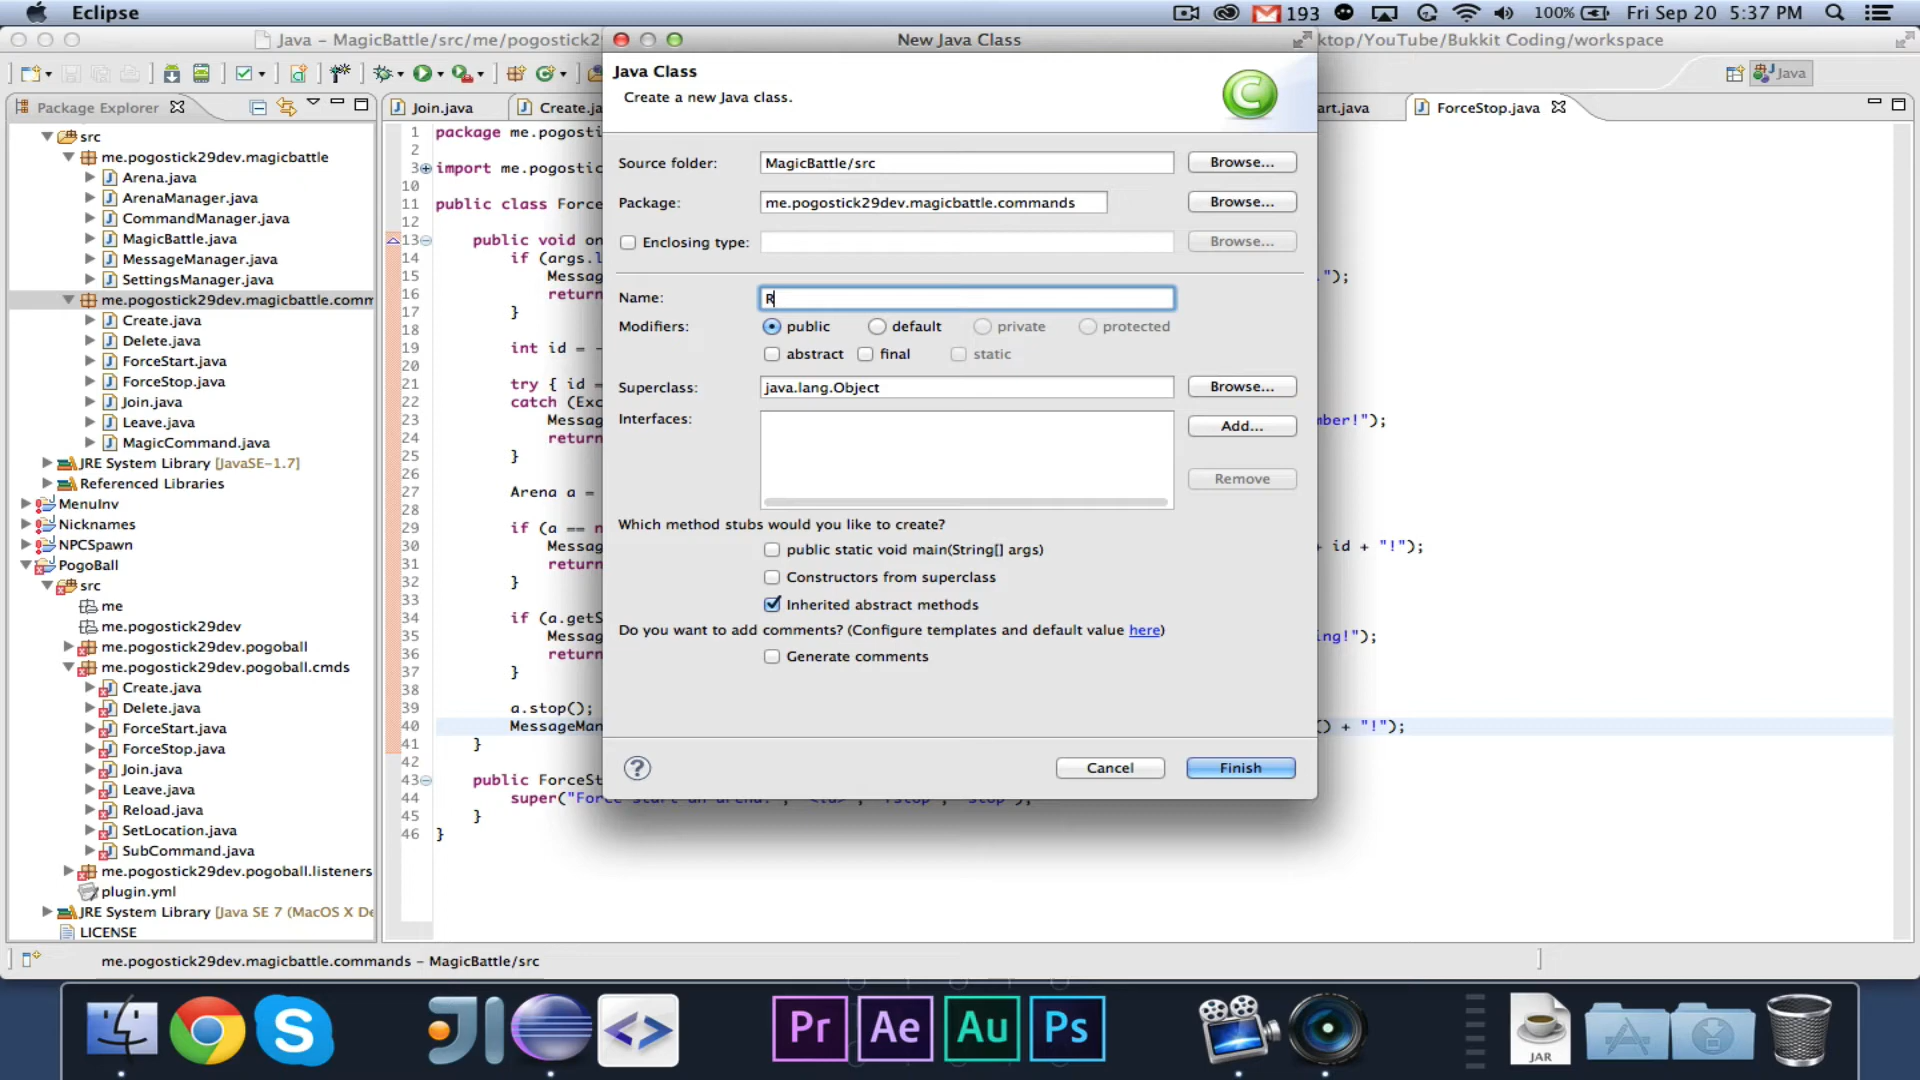 Eclipse
193
100%
Fri Sep 20 5:37 PM
Java – MagicBattle/src/me/pogostick2
New Java Class
ktop/YouTube/Bukkit Coding/workspace
Java
Package Explorer
Join.java
Create.ja
art.java
ForceStop.java
src
me.pogostick29dev.magicbattle
Arena.java
ArenaManager.java
CommandManager.java
MagicBattle.java
MessageManager.java
SettingsManager.java
me.pogostick29dev.magicbattle.comm
Create.java
Delete.java
ForceStart.java
ForceStop.java
Join.java
Leave.java
MagicCommand.java
JRE System Library [JavaSE-1.7]
Referenced Libraries
MenuInv
Nicknames
NPCSpawn
PogoBall
src
me
me.pogostick29dev
me.pogostick29dev.pogoball
me.pogostick29dev.pogoball.cmds
Create.java
Delete.java
ForceStart.java
ForceStop.java
Join.java
Leave.java
Reload.java
SetLocation.java
SubCommand.java
me.pogostick29dev.pogoball.listeners
plugin.yml
JRE System Library [Java SE 7 (MacOS X De
LICENSE
1 package me.pogosti
2
3 import me.pogostic
10
11 public class Force
12
13 public void on
14 if (args.l
15 Messag .");
16 return
17 }
18
19 int id = -
20
21 try { id =
22 catch (Exc
23 Messag mber!");
24 return
25 }
26
27 Arena a =
28
29 if (a == n
30 Messag + id + "!");
31 return
32 }
33
34 if (a.getS
35 Messag ing!");
36 return
37 }
38
39 a.stop();
40 MessageMan () + "!");
41 }
42
43 public ForceSt
44 super("Force start an arena.", "<id>", "fstop", "stop");
45 }
46 }
Java Class
Create a new Java class.
Source folder: MagicBattle/src Browse...
Package: me.pogostick29dev.magicbattle.commands Browse...
Enclosing type: Browse...
Name: R
Modifiers: public default private protected
abstract final static
Superclass: java.lang.Object Browse...
Interfaces: Add...
Remove
Which method stubs would you like to create?
public static void main(String[] args)
Constructors from superclass
Inherited abstract methods
Do you want to add comments? (Configure templates and default value here)
Generate comments
? Cancel Finish
me.pogostick29dev.magicbattle.commands – MagicBattle/src
Pr Ae Au Ps
JAR